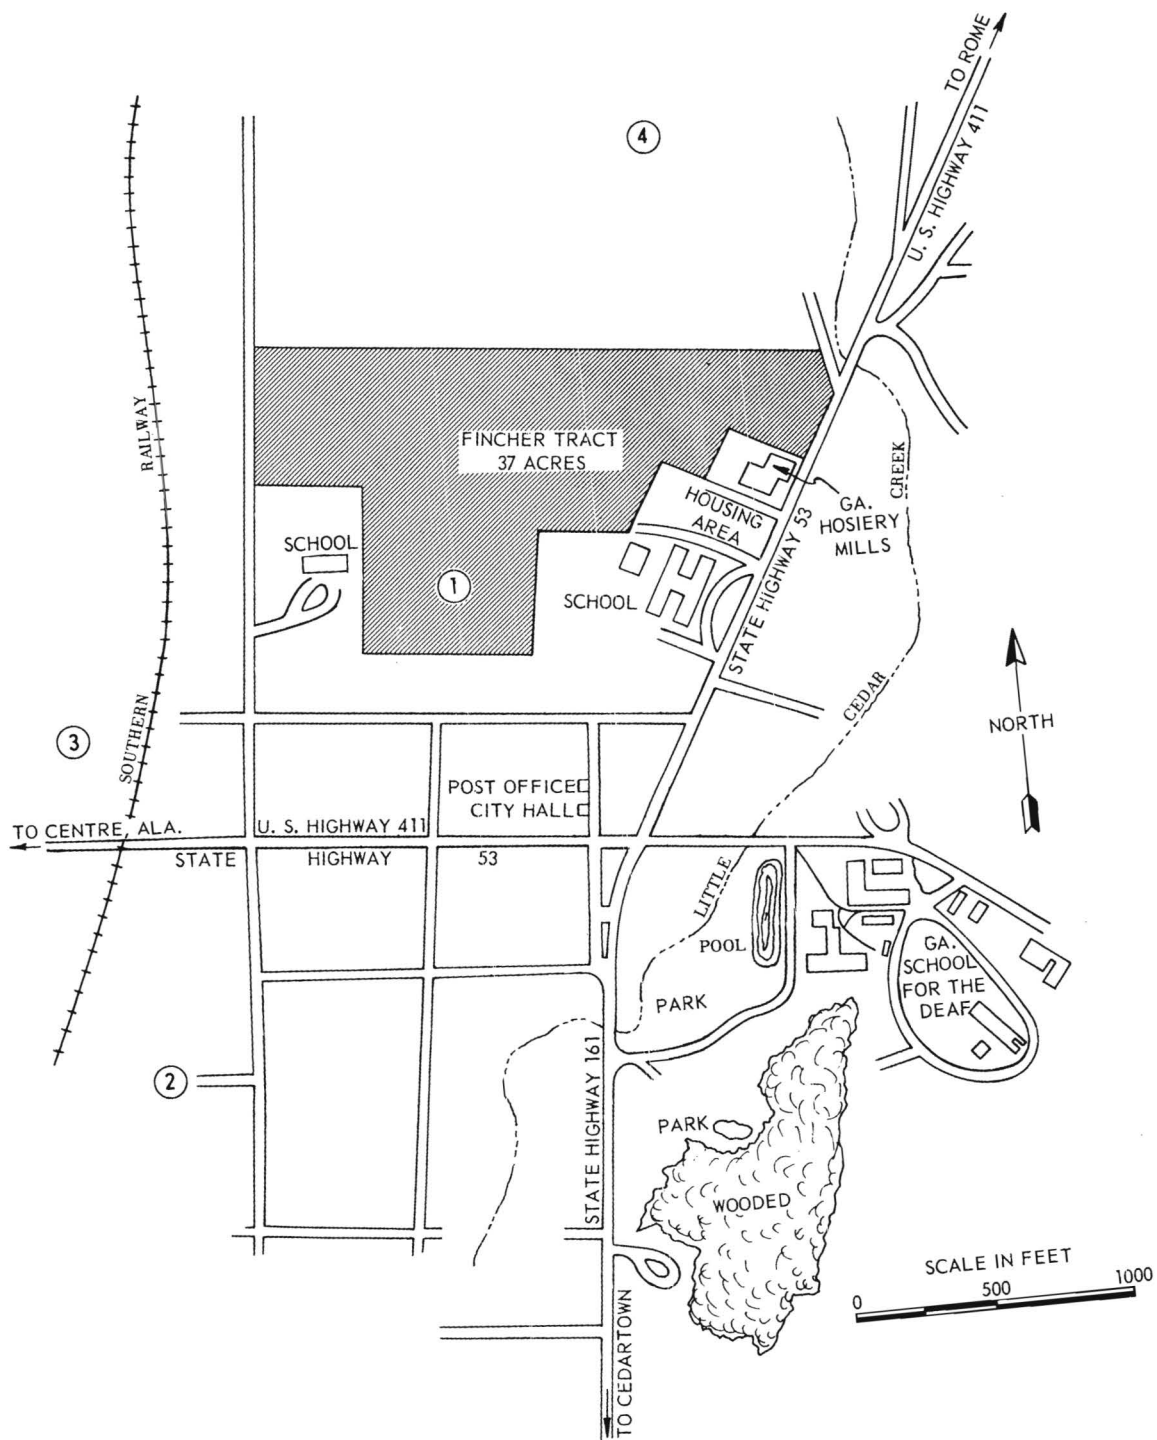 TO ROME
U. S. HIGHWAY 411
4
FINCHER TRACT
37 ACRES
RAILWAY
SOUTHERN
SCHOOL
1
HOUSING
AREA
GA.
HOSIERY
MILLS
CREEK
CEDAR
LITTLE
SCHOOL
STATE HIGHWAY 53
NORTH
3
POST OFFICE
CITY HALL
TO CENTRE, ALA.
U. S. HIGHWAY 411
STATE HIGHWAY 53
POOL
PARK
GA.
SCHOOL
FOR THE
DEAF
2
STATE HIGHWAY 161
PARK
WOODED
SCALE IN FEET
0 500 1000
TO CEDARTOWN